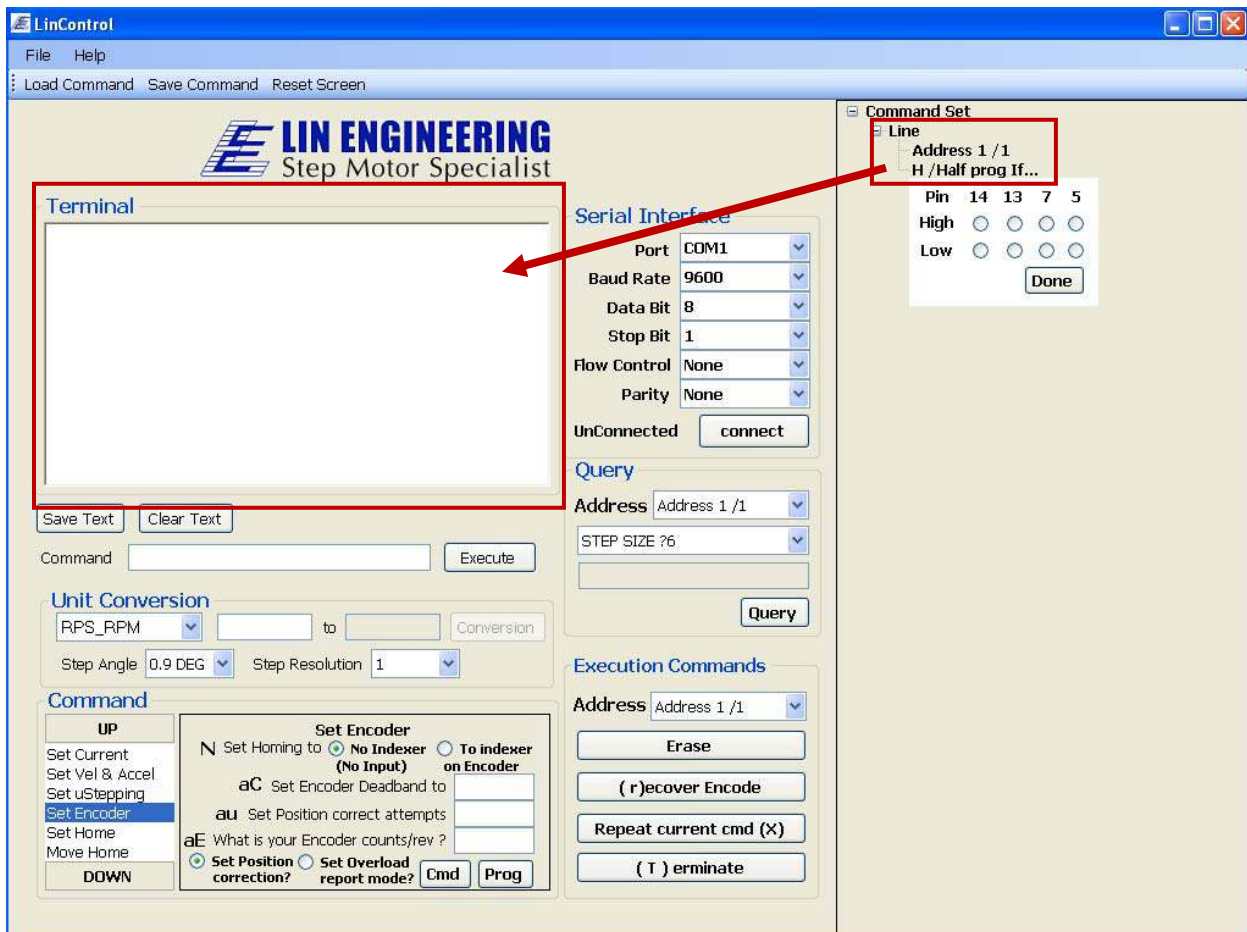 LinControl
File Help
Load Command Save Command Reset Screen
LIN ENGINEERING
Step Motor Specialist
Terminal
Save Text Clear Text
Command Execute
Unit Conversion
RPS_RPM to Conversion
Step Angle 0.9 DEG Step Resolution 1
Command
UP
Set Current
Set Vel & Accel
Set uStepping
Set Encoder
Set Home
Move Home
DOWN
Set Encoder
N Set Homing to No Indexer (No Input) To indexer on Encoder
aC Set Encoder Deadband to
au Set Position correct attempts
aE What is your Encoder counts/rev ?
Set Position correction? Set Overload report mode? Cmd Prog
Serial Interface
Port COM1
Baud Rate 9600
Data Bit 8
Stop Bit 1
Flow Control None
Parity None
UnConnected connect
Query
Address Address 1 /1
STEP SIZE ?6
Query
Execution Commands
Address Address 1 /1
Erase
( r )ecover Encode
Repeat current cmd (X)
( T ) erminate
Command Set
Line
Address 1 /1
H /Half prog If...
Pin 14 13 7 5
High
Low
Done